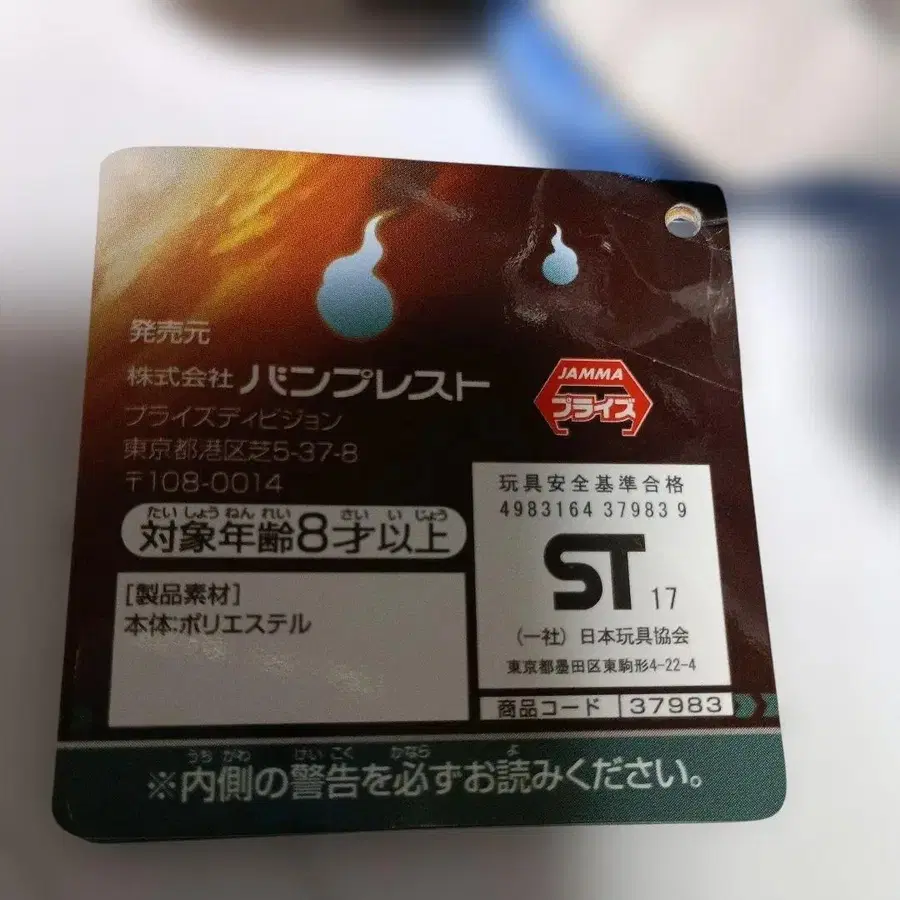 発売元
株式会社 バンプレスト
プライズディビジョン
東京都港区芝5-37-8
〒108-0014
JAMMA
プライズ
たいしょうねんれい さいいじょう
対象年齢8才以上
[製品素材]
本体:ポリエステル
玩具安全基準合格
4983164 37983 9
ST 17
(一社) 日本玩具協会
東京都墨田区東駒形4-22-4
商品コード 37983
うちがわ けいこく かなら よ
※内側の警告を必ずお読みください。